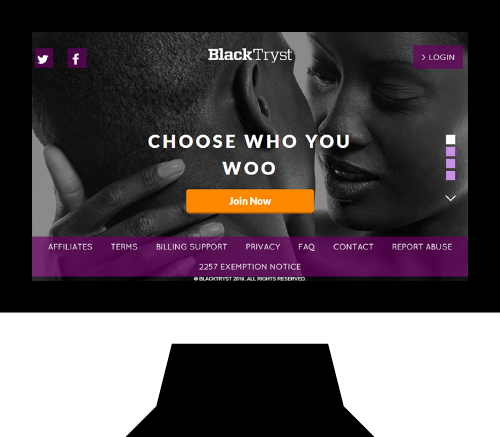 BlackTryst
LOGIN
CHOOSE WHO YOU
WOO
Join Now
AFFILIATES TERMS BILLING SUPPORT PRIVACY FAQ CONTACT REPORT ABUSE
2257 EXEMPTION NOTICE
© BLACKTRYST 2019. ALL RIGHTS RESERVED.